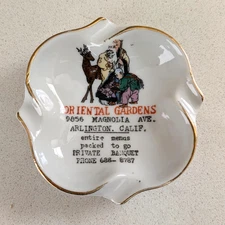 ORIENTAL GARDENS
9856 MAGNOLIA AVE.
ARLINGTON, CALIF.
entire menus
packed to go
PRIVATE BANQUET
PHONE 688-8787